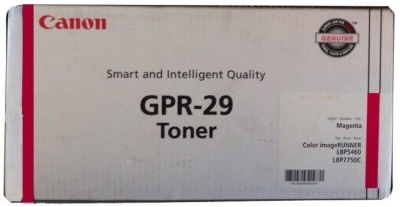 Canon
GENUINE
Smart and Intelligent Quality
GPR-29
Toner
Magenta
Color imageRUNNER
LBP5460
LBP7750C